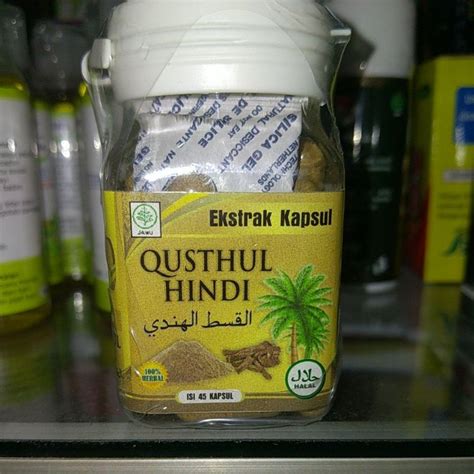 SILICA GEL
Ekstrak Kapsul
JAMU
QUSTHUL
HINDI
القسط الهندي
100%
HERBAL
ISI 45 KAPSUL
حلال
HALAL